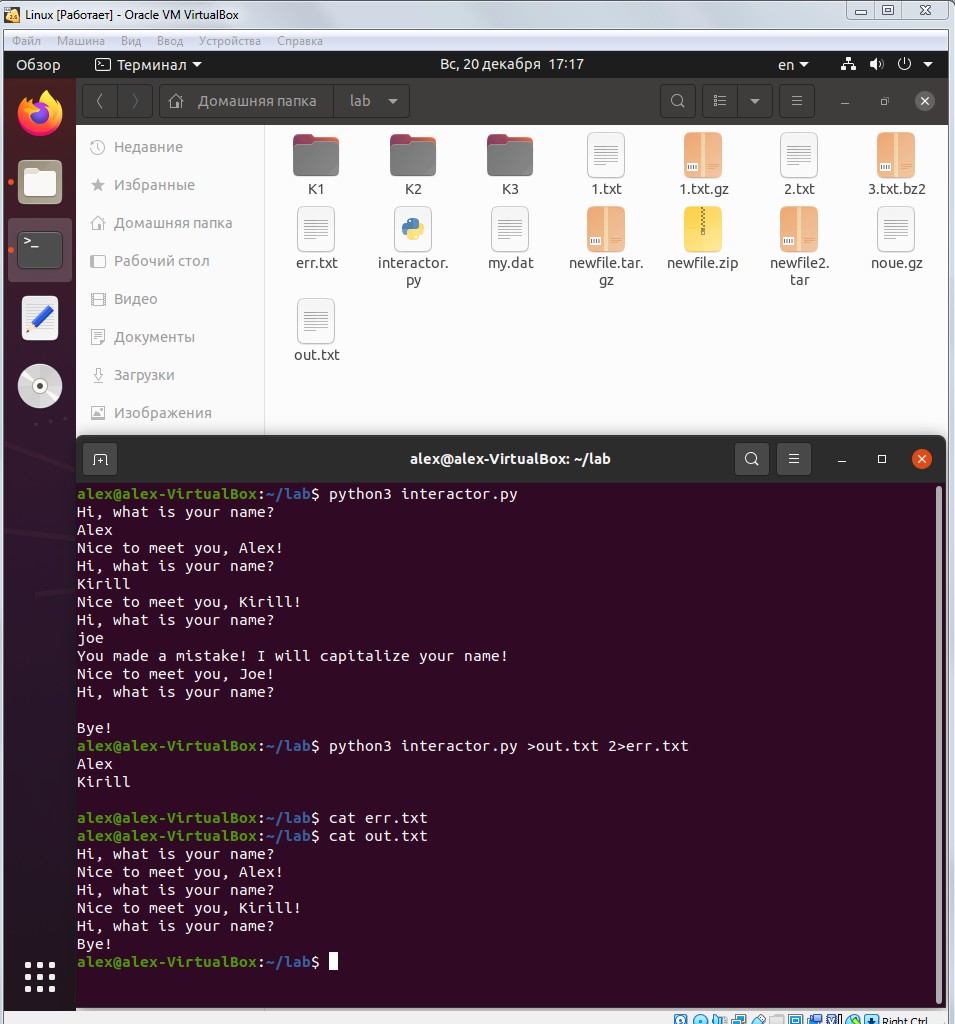 Linux [Работает] - Oracle VM VirtualBox
Файл Машина Вид Ввод Устройства Справка
Обзор Терминал Вс, 20 декабря 17:17 en
Домашняя папка lab
Недавние
Избранные
Домашняя папка
Рабочий стол
Видео
Документы
Загрузки
Изображения
K1 K2 K3 1.txt 1.txt.gz 2.txt 3.txt.bz2
err.txt interactor.py my.dat newfile.tar.gz newfile.zip newfile2.tar noue.gz
out.txt
alex@alex-VirtualBox: ~/lab
alex@alex-VirtualBox:~/lab$ python3 interactor.py
Hi, what is your name?
Alex
Nice to meet you, Alex!
Hi, what is your name?
Kirill
Nice to meet you, Kirill!
Hi, what is your name?
joe
You made a mistake! I will capitalize your name!
Nice to meet you, Joe!
Hi, what is your name?
Bye!
alex@alex-VirtualBox:~/lab$ python3 interactor.py >out.txt 2>err.txt
Alex
Kirill
alex@alex-VirtualBox:~/lab$ cat err.txt
alex@alex-VirtualBox:~/lab$ cat out.txt
Hi, what is your name?
Nice to meet you, Alex!
Hi, what is your name?
Nice to meet you, Kirill!
Hi, what is your name?
Bye!
alex@alex-VirtualBox:~/lab$
Right Ctrl